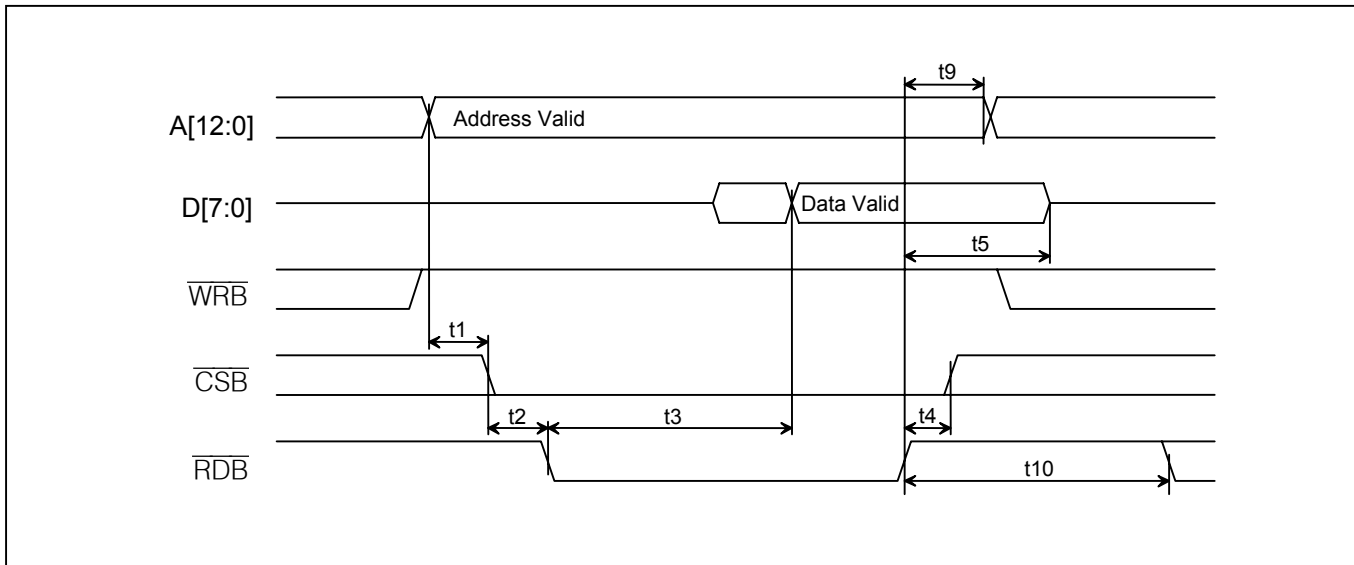 t9
A[12:0] Address Valid
D[7:0] Data Valid
t5
WRB
t1
CSB
t2 t3 t4
RDB
t10